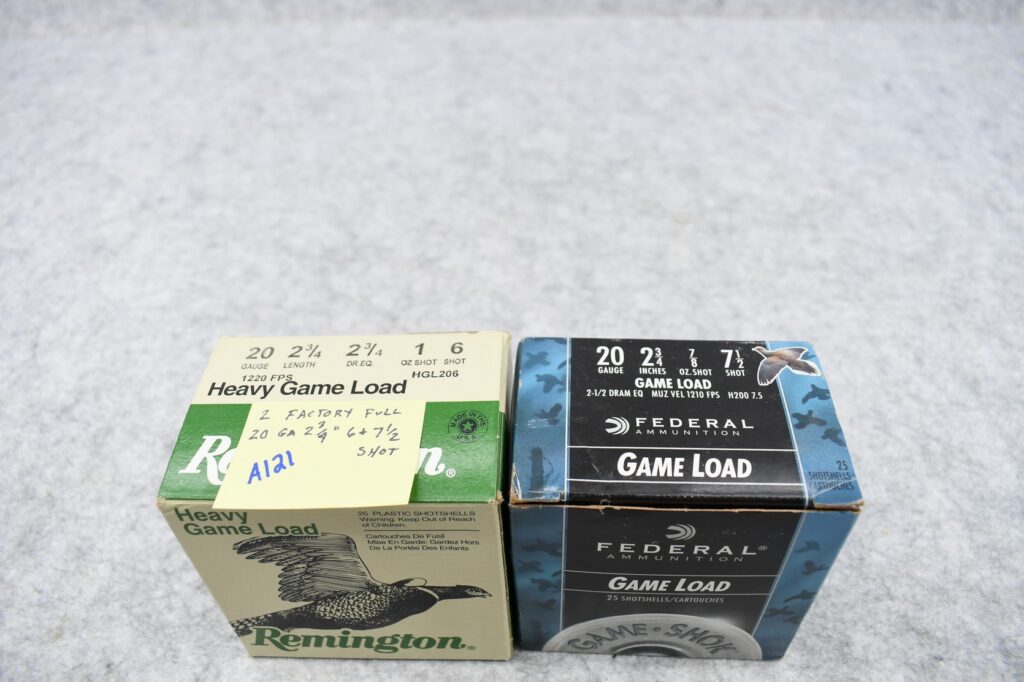 20 2 3/4 2 3/4 1 6
GAUGE LENGTH DR.EQ. OZ SHOT SHOT
1220 FPS HGL206
Heavy Game Load
2 FACTORY FULL
20 GA 2 3/4" 6 + 7 1/2
SHOT
A121
MADE IN THE
USA
Remington®
Heavy
Game Load
25 PLASTIC SHOTSHELLS
Warning: Keep Out of Reach
of Children.
Cartouches De Fusil
Mise En Garde: Gardez Hors
De La Portée Des Enfants
Remington®
20 2 3/4 7/8 7 1/2
GAUGE INCHES OZ. SHOT SHOT
GAME LOAD
2-1/2 DRAM EQ MUZ VEL 1210 FPS H200 7.5
FEDERAL
AMMUNITION
GAME LOAD
25
SHOTSHELLS
CARTOUCHES
FEDERAL®
AMMUNITION
GAME LOAD
25 SHOTSHELLS/CARTOUCHES
GAME • SHOK